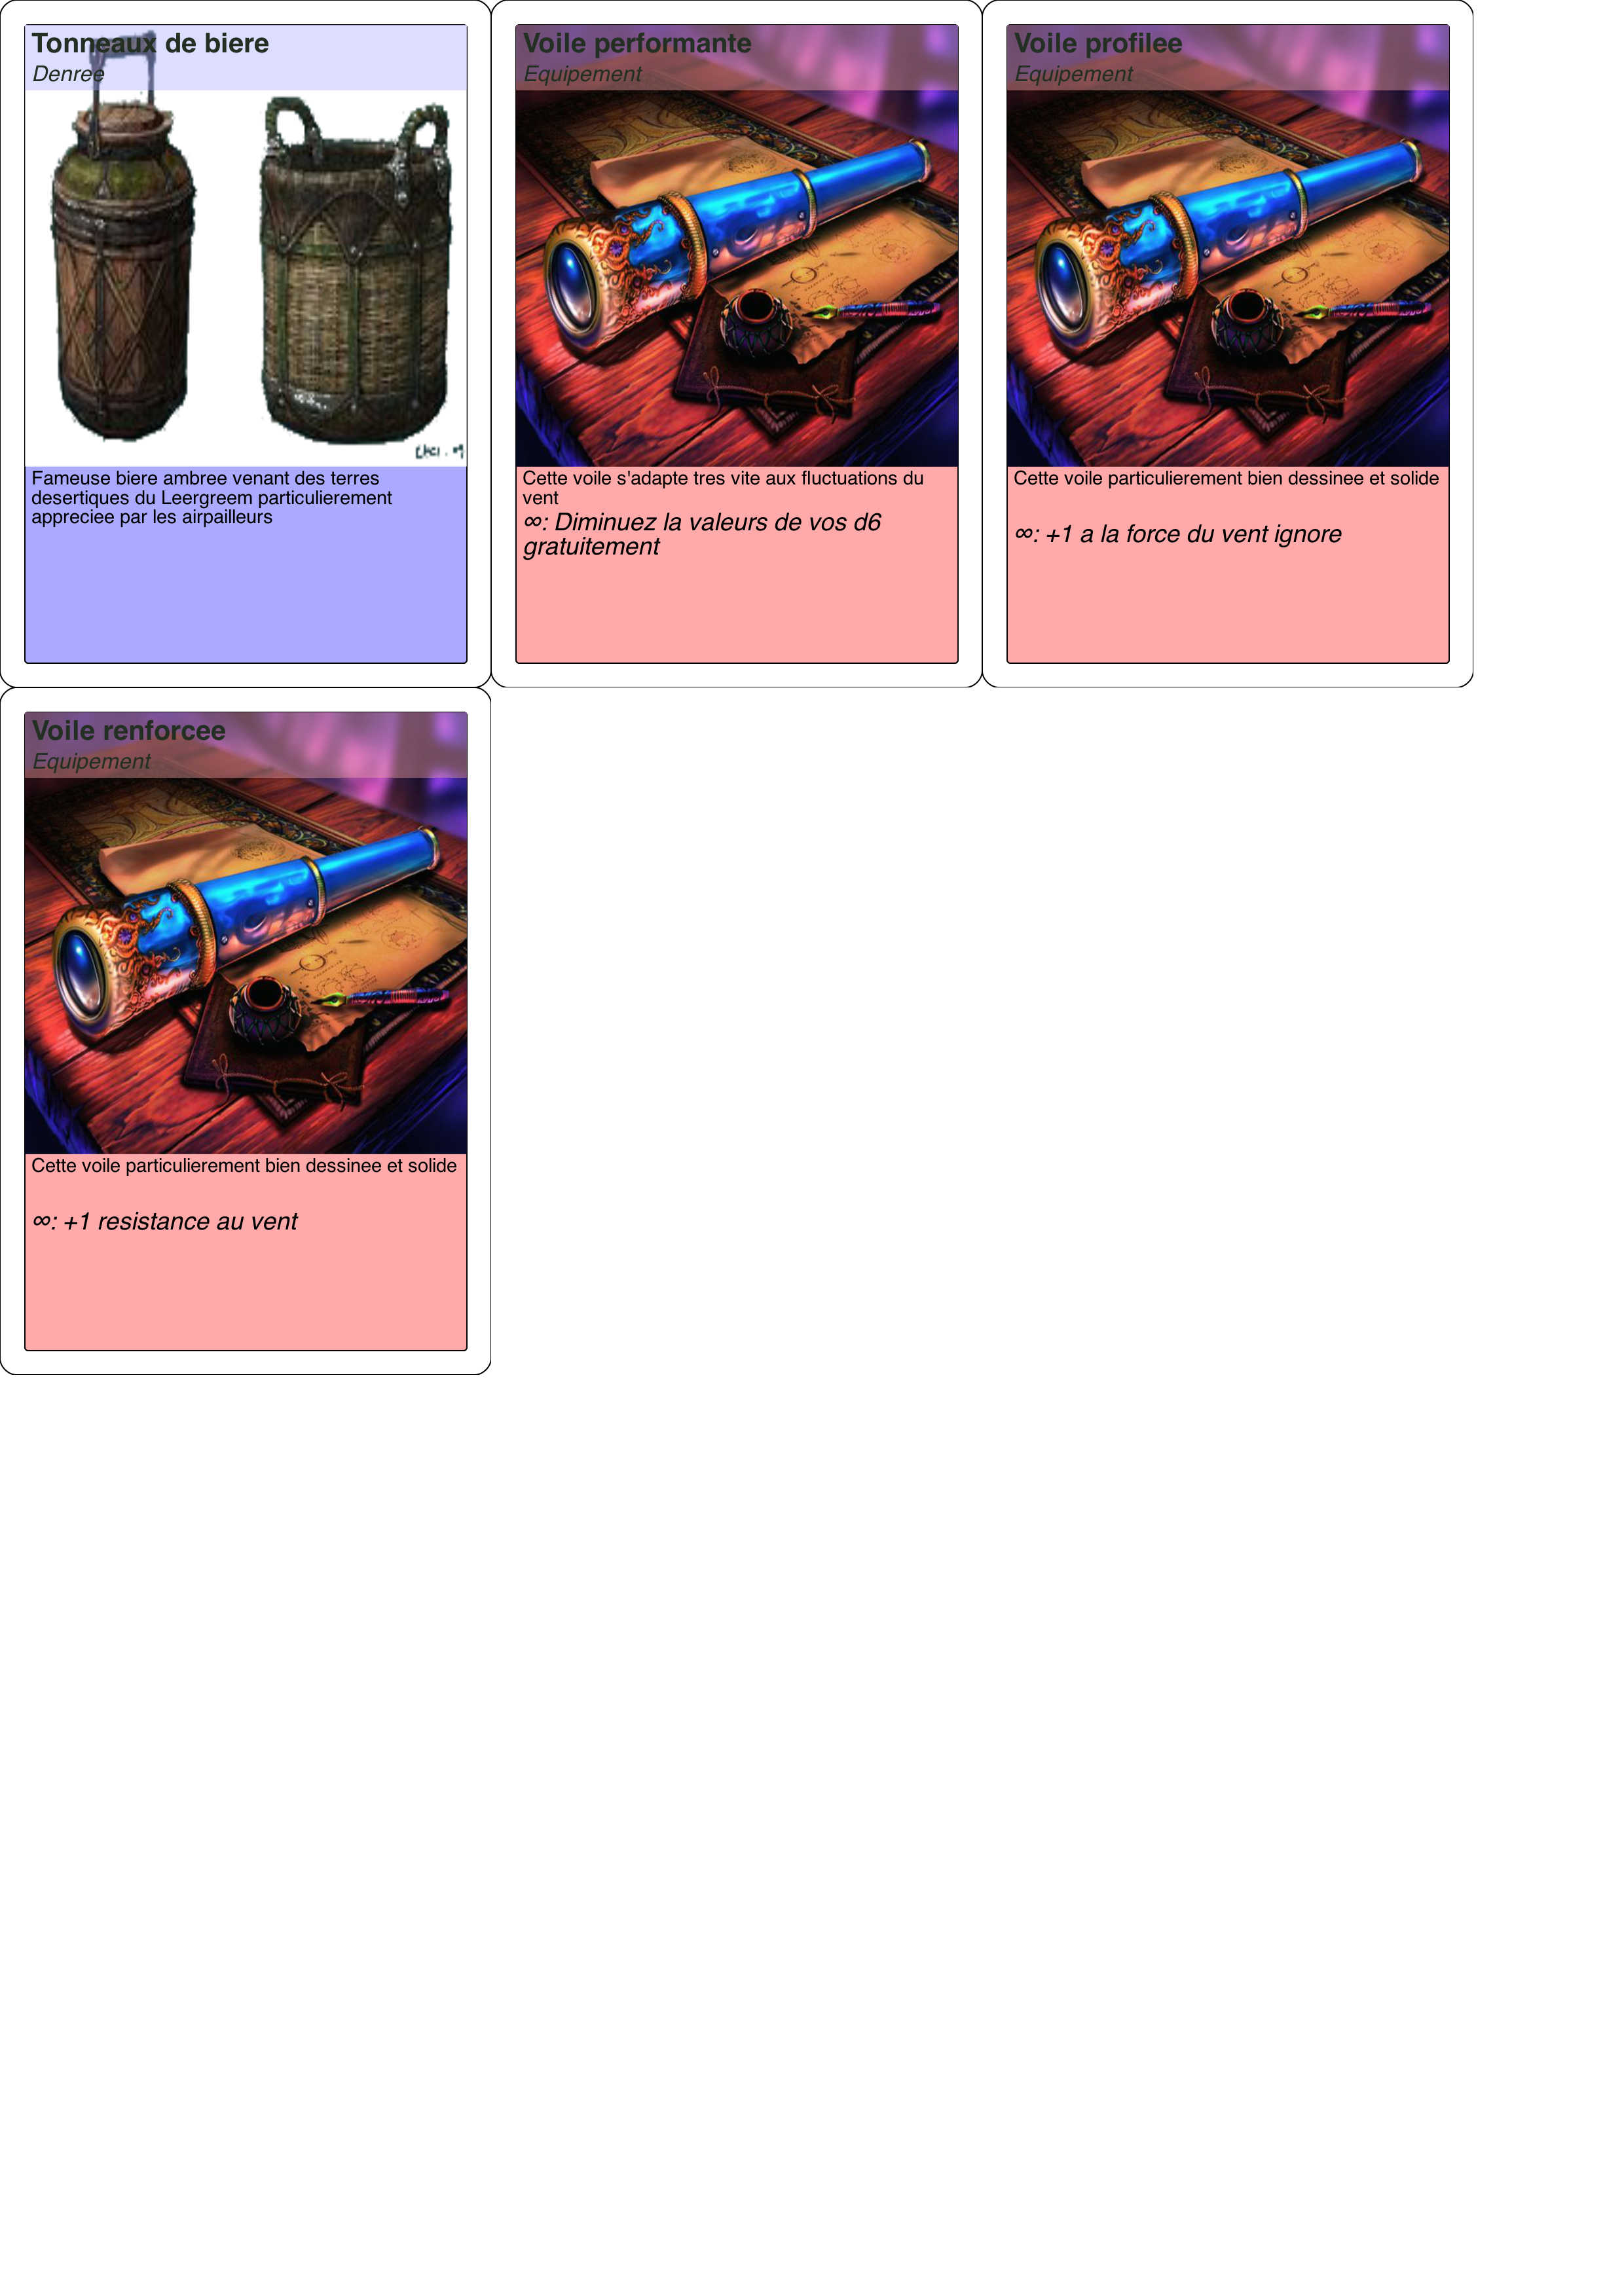 Tonneaux de biere
Denree
Fameuse biere ambree venant des terres
desertiques du Leergreem particulierement
appreciee par les airpailleurs
Voile performante
Equipement
Cette voile s'adapte tres vite aux fluctuations du
vent
∞: Diminuez la valeurs de vos d6
gratuitement
Voile profilee
Equipement
Cette voile particulierement bien dessinee et solide
∞: +1 a la force du vent ignore
Voile renforcee
Equipement
Cette voile particulierement bien dessinee et solide
∞: +1 resistance au vent